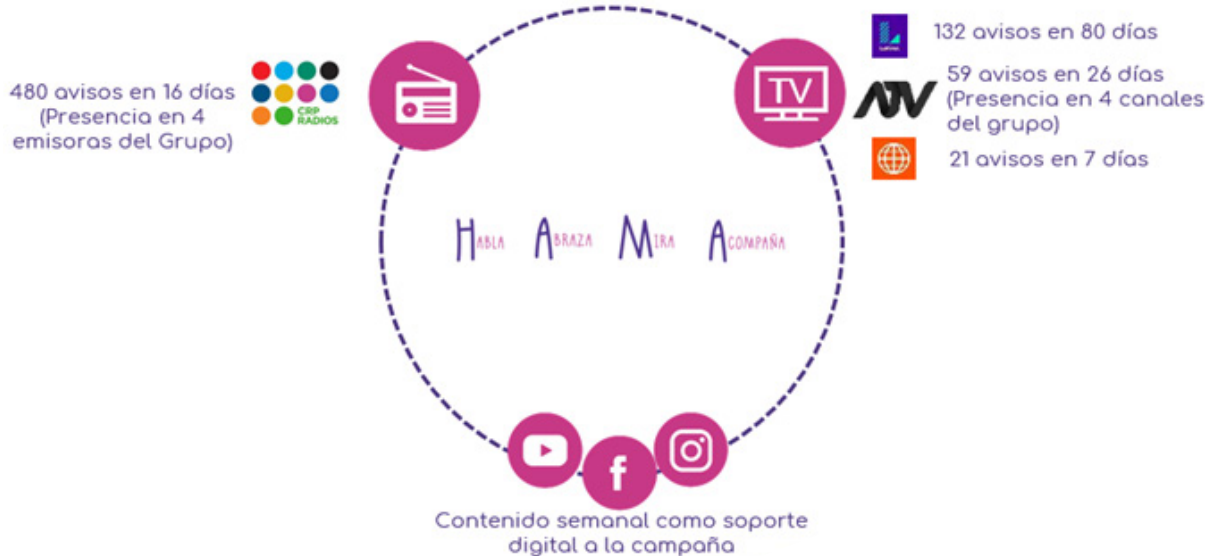 480 avisos en 16 días
(Presencia en 4
emisoras del Grupo)
CRP
RADIOS
TV
L
132 avisos en 80 días
ATV
59 avisos en 26 días
(Presencia en 4 canales
del grupo)
21 avisos en 7 días
HABLA ABRAZA MIRA ACOMPAÑA
f
Contenido semanal como soporte
digital a la campaña